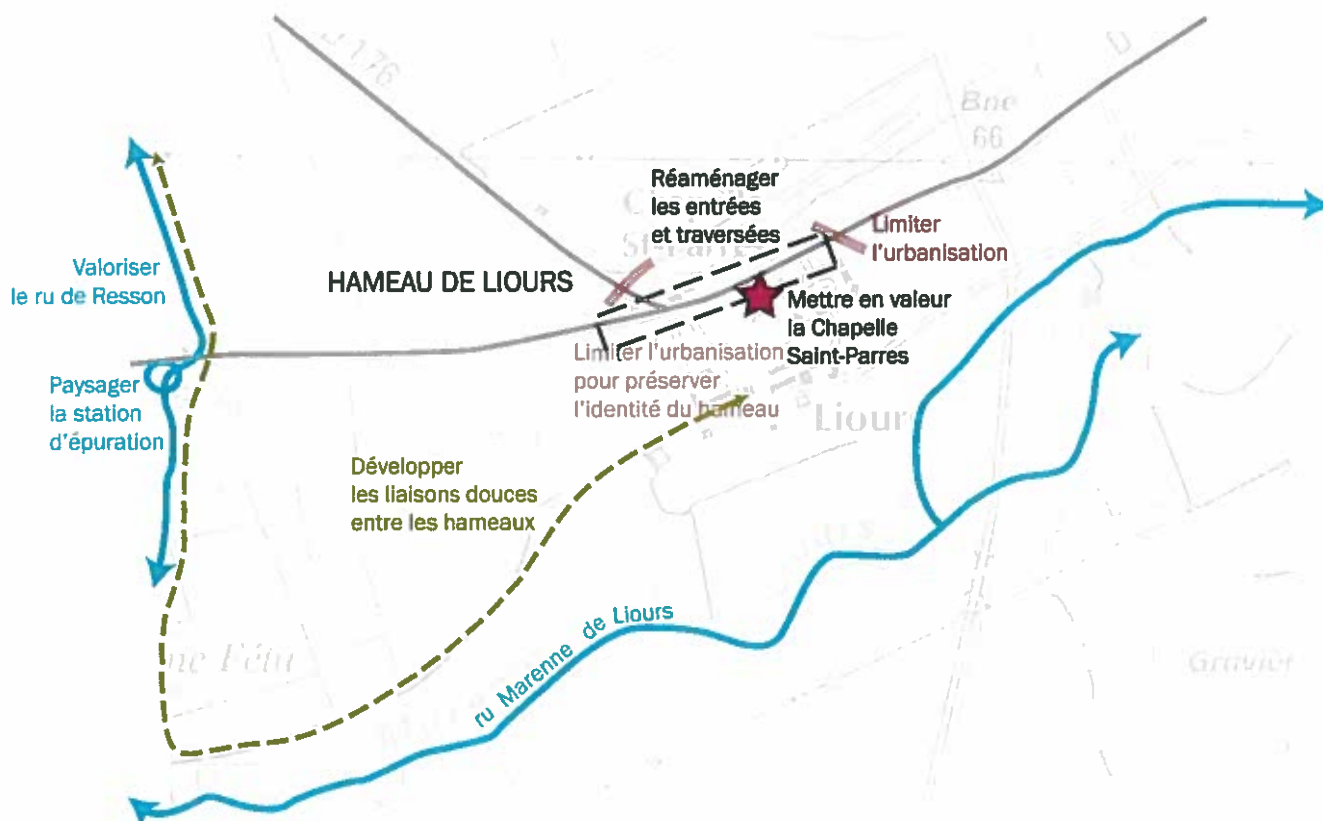 D 176
D
Bne
66
Réaménager
les entrées
et traversées
Limiter
l'urbanisation
Valoriser
le ru de Resson
HAMEAU DE LIOURS
Mettre en valeur
la Chapelle
Saint-Parres
Limiter l'urbanisation
pour préserver
l'identité du hameau
Paysager
la station
d'épuration
Liour
Développer
les liaisons douces
entre les hameaux
ru Marenne de Liours
Gravier